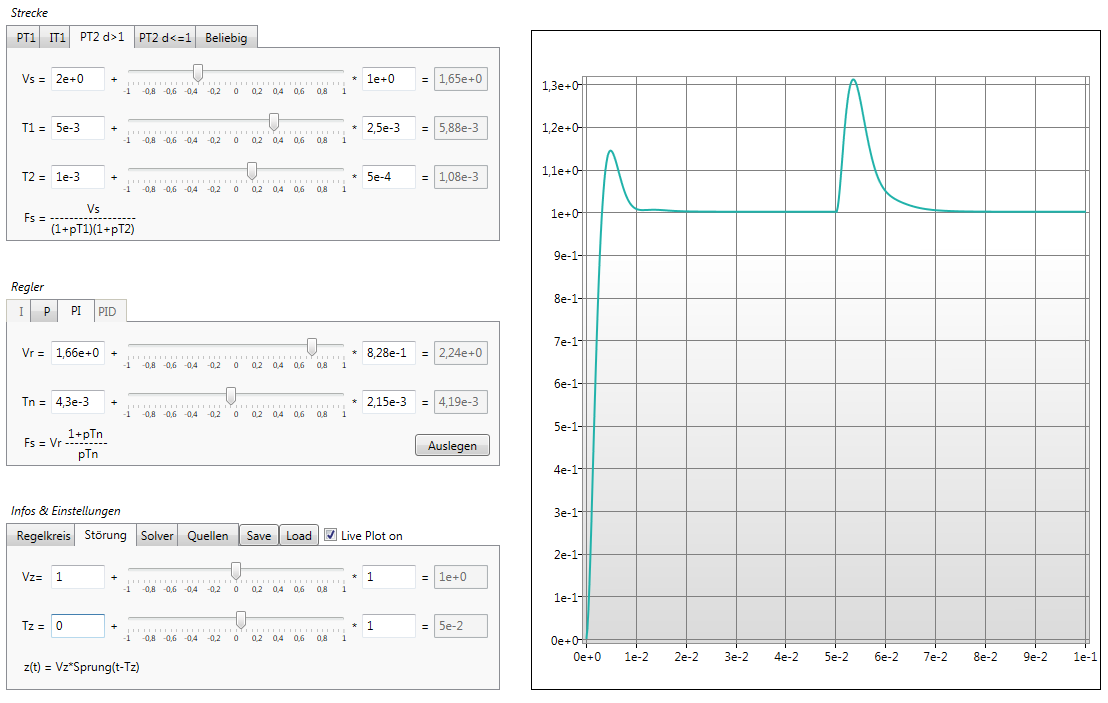 Strecke
PT1 IT1 PT2 d>1 PT2 d<=1 Beliebig
Vs = 2e+0 + * 1e+0 = 1,65e+0
-1 -0,8 -0,6 -0,4 -0,2 0 0,2 0,4 0,6 0,8 1
T1 = 5e-3 + * 2,5e-3 = 5,88e-3
-1 -0,8 -0,6 -0,4 -0,2 0 0,2 0,4 0,6 0,8 1
T2 = 1e-3 + * 5e-4 = 1,08e-3
-1 -0,8 -0,6 -0,4 -0,2 0 0,2 0,4 0,6 0,8 1
Vs
Fs = -------------------
(1+pT1)(1+pT2)
Regler
I P PI PID
Vr = 1,66e+0 + * 8,28e-1 = 2,24e+0
-1 -0,8 -0,6 -0,4 -0,2 0 0,2 0,4 0,6 0,8 1
Tn = 4,3e-3 + * 2,15e-3 = 4,19e-3
-1 -0,8 -0,6 -0,4 -0,2 0 0,2 0,4 0,6 0,8 1
1+pTn
Fs = Vr ---------
pTn
Auslegen
Infos & Einstellungen
Regelkreis Störung Solver Quellen Save Load Live Plot on
Vz= 1 + * 1 = 1e+0
-1 -0,8 -0,6 -0,4 -0,2 0 0,2 0,4 0,6 0,8 1
Tz = 0 + * 1 = 5e-2
-1 -0,8 -0,6 -0,4 -0,2 0 0,2 0,4 0,6 0,8 1
z(t) = Vz*Sprung(t-Tz)
1,3e+0
1,2e+0
1,1e+0
1e+0
9e-1
8e-1
7e-1
6e-1
5e-1
4e-1
3e-1
2e-1
1e-1
0e+0
0e+0 1e-2 2e-2 3e-2 4e-2 5e-2 6e-2 7e-2 8e-2 9e-2 1e-1